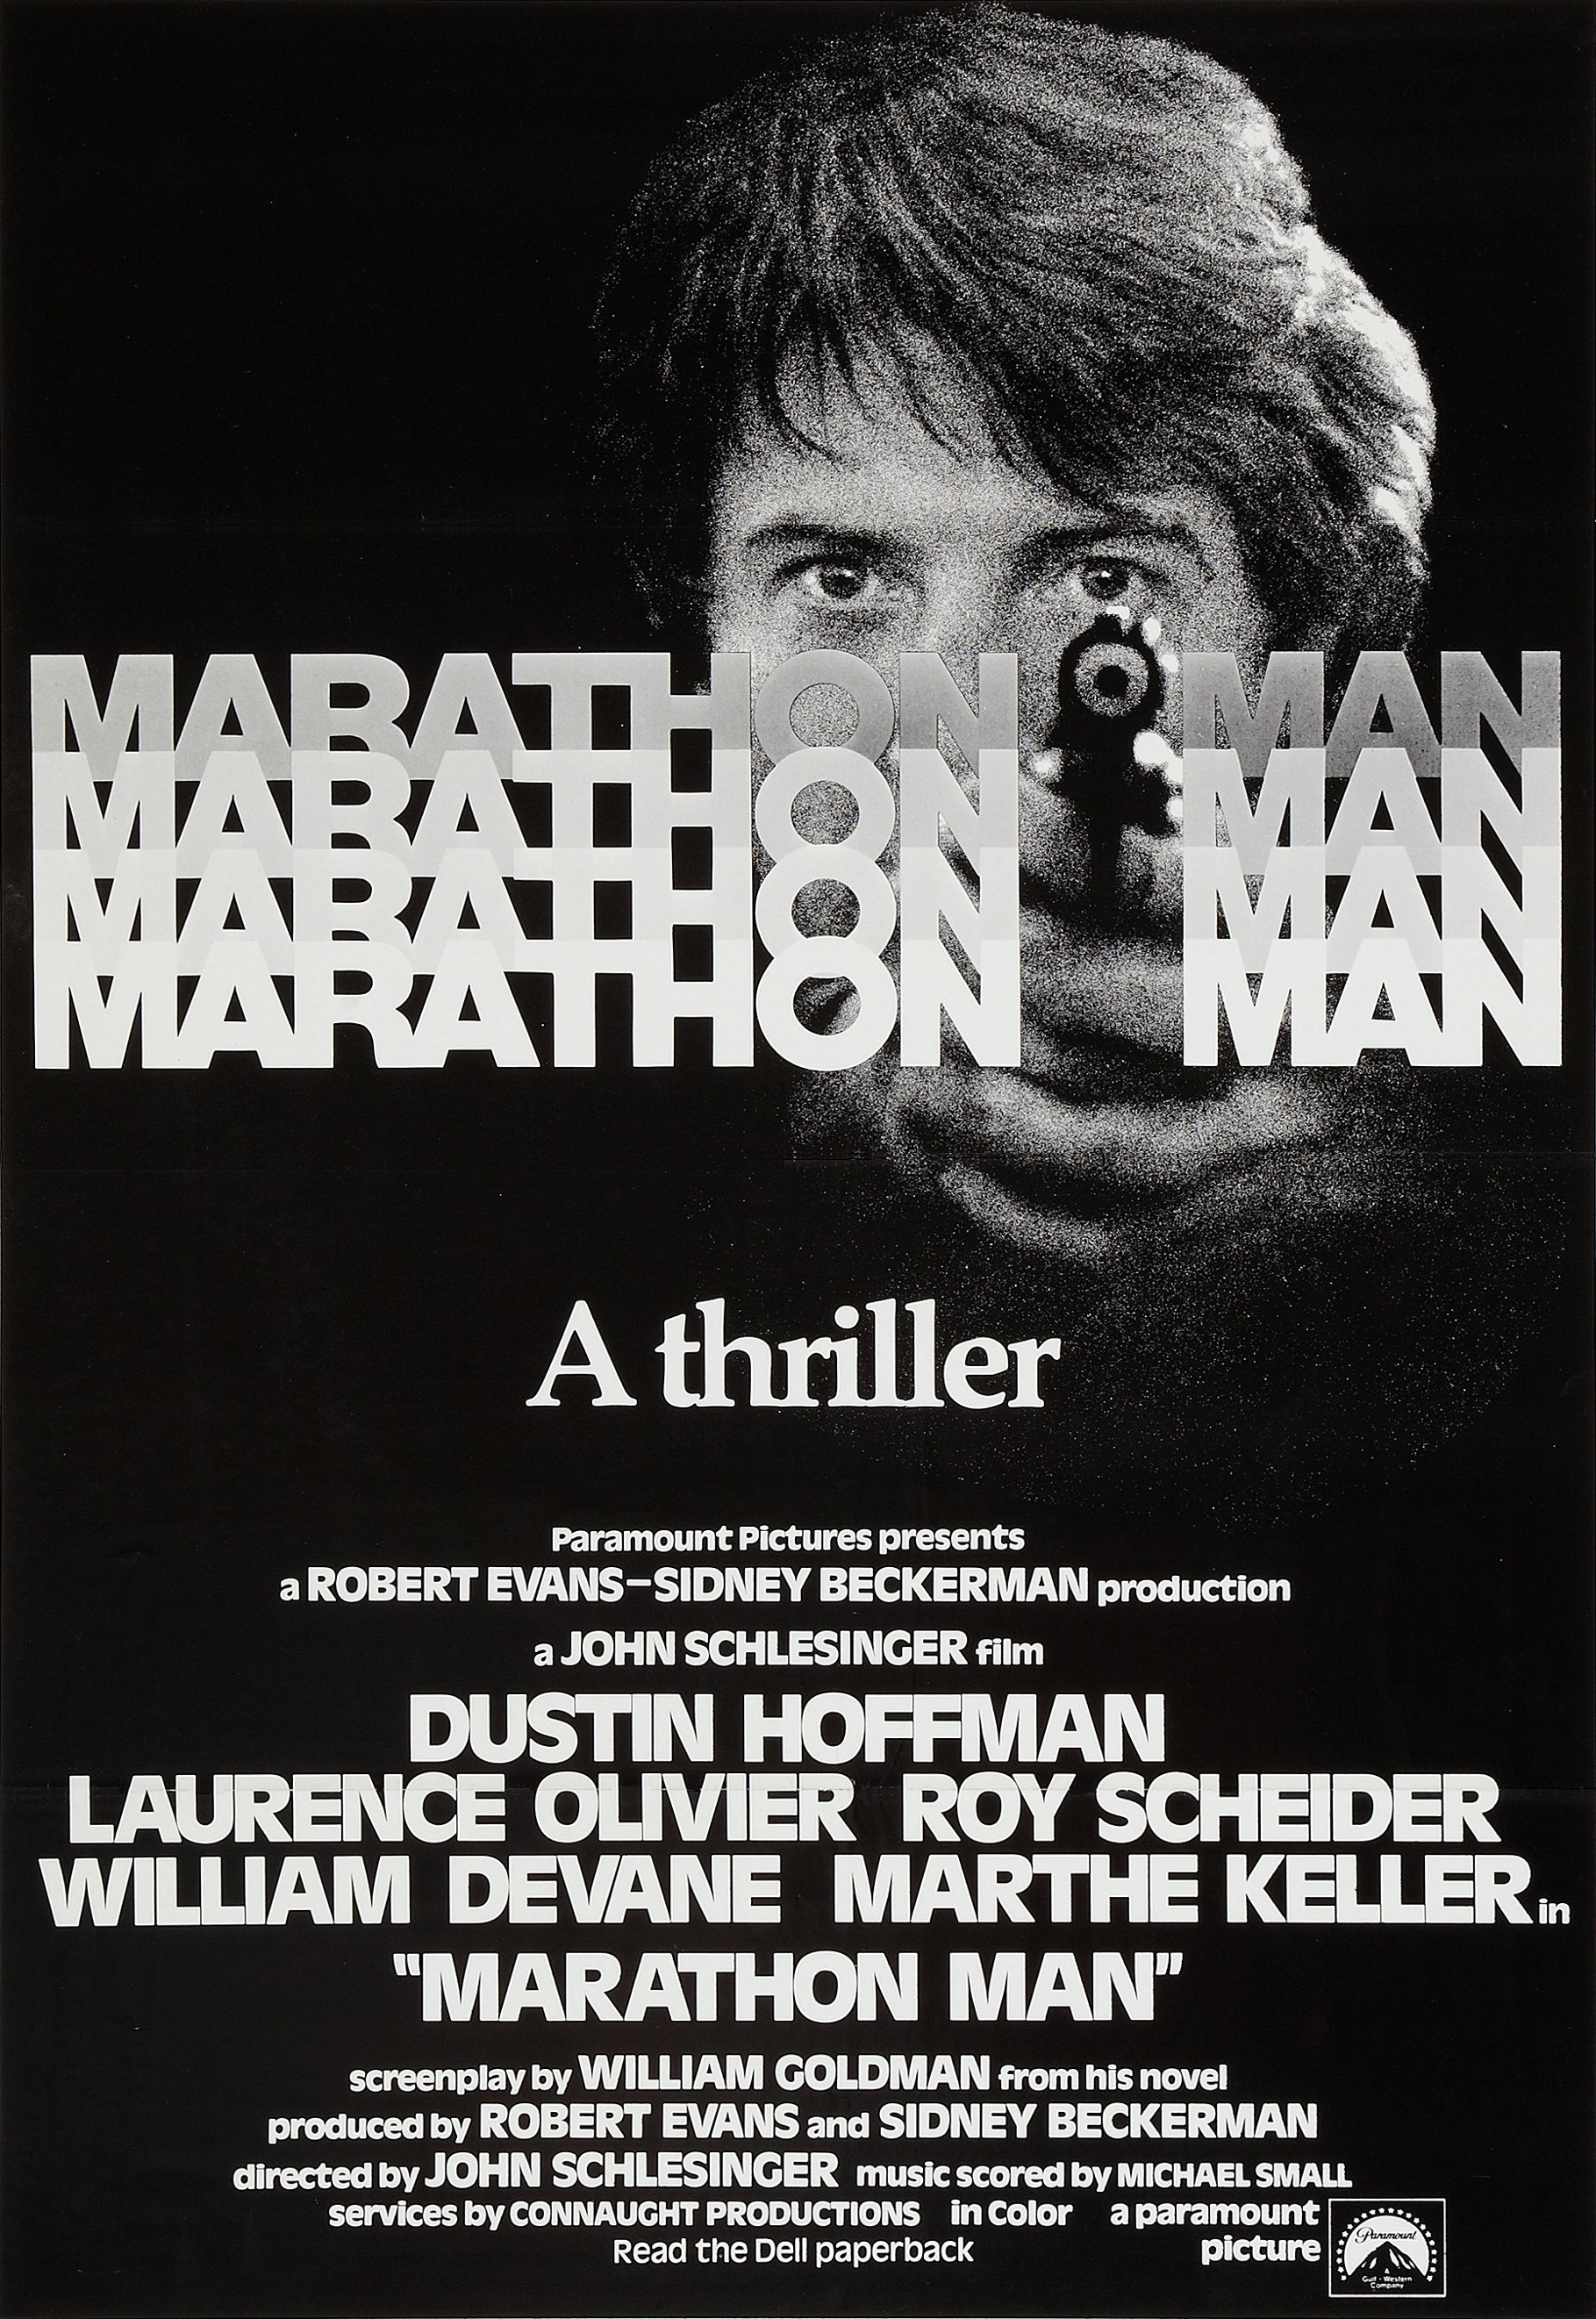 MARATHON MAN
MARATHON MAN
MARATHON MAN
MARATHON MAN
A thriller
Paramount Pictures presents
a ROBERT EVANS–SIDNEY BECKERMAN production
a JOHN SCHLESINGER film
DUSTIN HOFFMAN
LAURENCE OLIVIER ROY SCHEIDER
WILLIAM DEVANE MARTHE KELLER in
"MARATHON MAN"
screenplay by WILLIAM GOLDMAN from his novel
produced by ROBERT EVANS and SIDNEY BECKERMAN
directed by JOHN SCHLESINGER music scored by MICHAEL SMALL
services by CONNAUGHT PRODUCTIONS in Color a paramount
picture
Read the Dell paperback
Paramount
A
Gulf + Western
Company